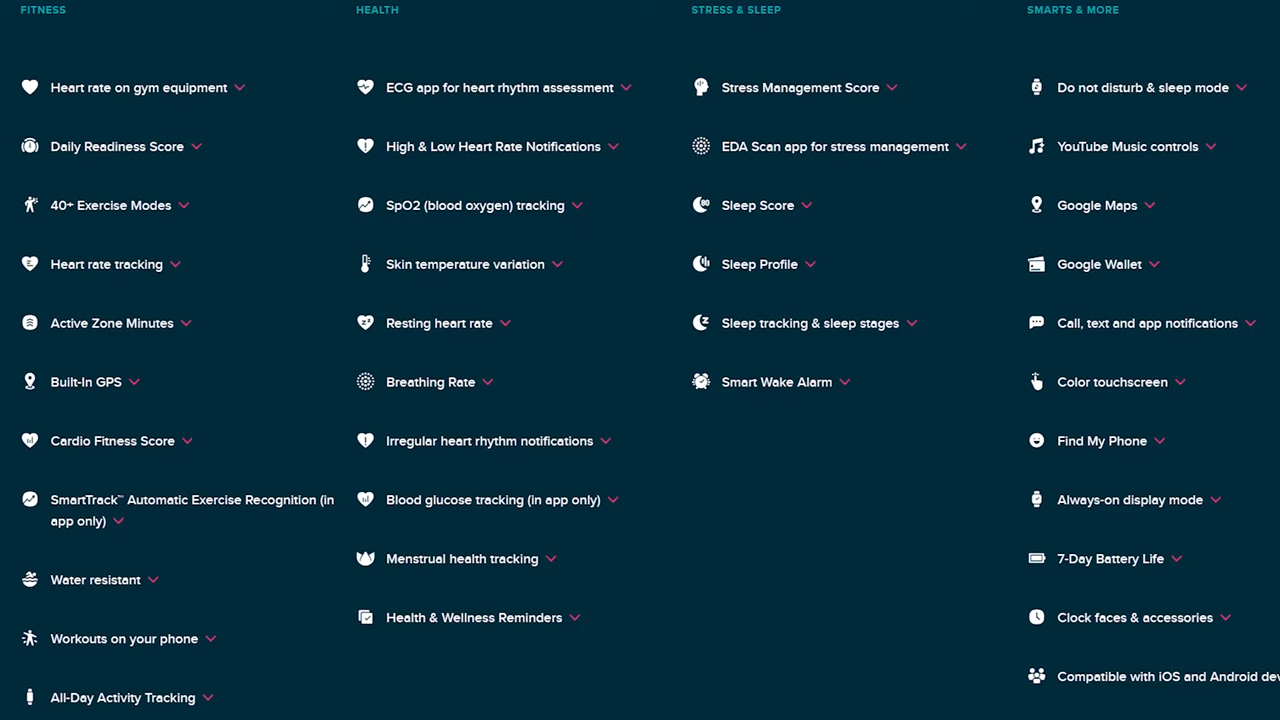 FITNESS
Heart rate on gym equipment
Daily Readiness Score
40+ Exercise Modes
Heart rate tracking
Active Zone Minutes
Built-In GPS
Cardio Fitness Score
SmartTrack™ Automatic Exercise Recognition (in
app only)
Water resistant
Workouts on your phone
All-Day Activity Tracking
HEALTH
ECG app for heart rhythm assessment
High & Low Heart Rate Notifications
SpO2 (blood oxygen) tracking
Skin temperature variation
Resting heart rate
Breathing Rate
Irregular heart rhythm notifications
Blood glucose tracking (in app only)
Menstrual health tracking
Health & Wellness Reminders
STRESS & SLEEP
Stress Management Score
EDA Scan app for stress management
Sleep Score
Sleep Profile
Sleep tracking & sleep stages
Smart Wake Alarm
SMARTS & MORE
Do not disturb & sleep mode
YouTube Music controls
Google Maps
Google Wallet
Call, text and app notifications
Color touchscreen
Find My Phone
Always-on display mode
7-Day Battery Life
Clock faces & accessories
Compatible with iOS and Android dev